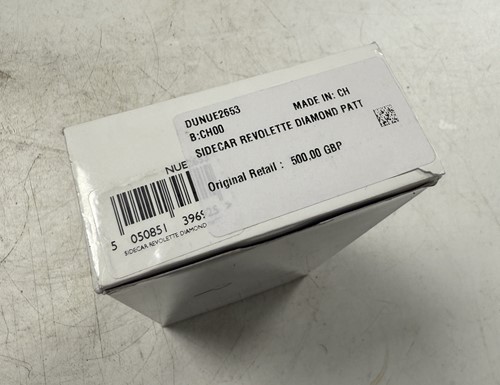 DUNUE2653 MADE IN: CH
B:CH00
SIDECAR REVOLETTE DIAMOND PATT
Original Retail : 500.00 GBP
NUE
5 050851 396
SIDECAR REVOLETTE DIAMOND